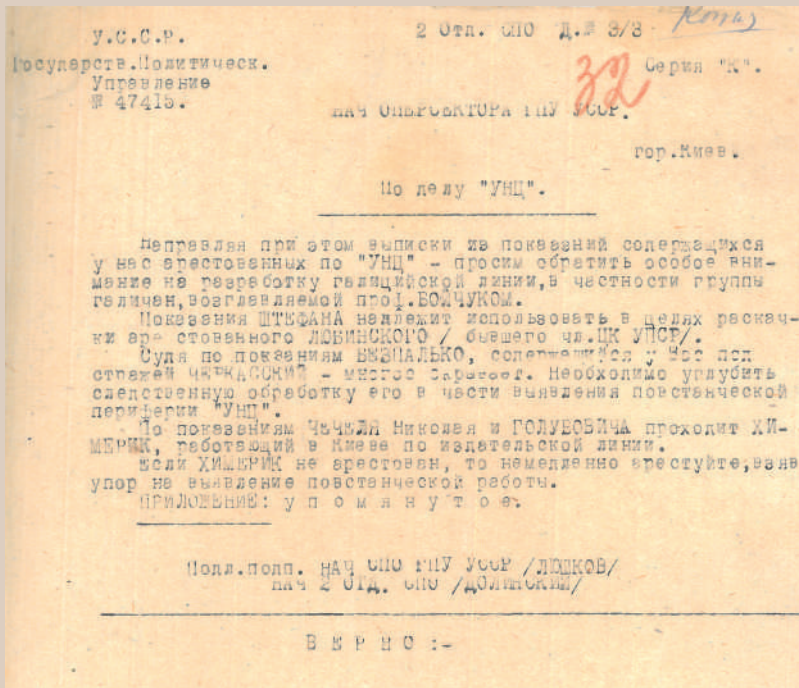 Копия
У.С.С.Р. 2 Отд. СПО Д.№ 3/3
Государств.Политическ. 32 Серия "К".
Управление
№ 47415.
НАЧ ОПЕРСЕКТОРА ГПУ УССР.
гор.Киев.
По делу "УНЦ".
Направляя при этом выписки из показаний содержащихся
у нас арестованных по "УНЦ" - просим обратить особое вни-
мание на разработку галицийской линии,в частности группы
галичан,возглавляемой проф.БОЙЧУКОМ.
Показания ШТЕФАНА надлежит использовать в целях раскач-
ки арестованного ЛЮБИНСКОГО / бывшего чл.ЦК УПСР/.
Судя по показаниям БЕЗПАЛЬКО, содержащийся у Вас под
стражей ЧЕРКАССКИЙ - многое скрывает. Необходимо углубить
следственную обработку его в части выявления повстанческой
периферии "УНЦ".
По показаниям ЧЕЧЕЛЯ Николая и ГОЛУБОВИЧА проходит ХИ-
МЕРИК, работающий в Киеве по издательской линии.
Если ХИМЕРИК не арестован, то немедленно арестуйте,взяв
упор на выявление повстанческой работы.
ПРИЛОЖЕНИЕ: у п о м я н у т о е.
Подл.подп. НАЧ СПО ГПУ УССР /ЛЮШКОВ/
НАЧ 2 ОТД. СПО /ДОЛИНСКИЙ/
В Е Р Н О :-